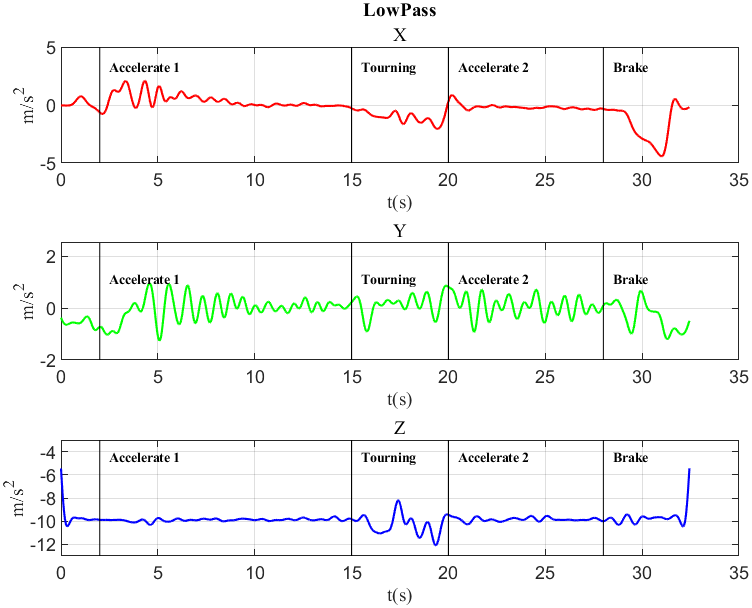 LowPass
X
m/s²
5
0
-5
Accelerate 1 Tourning Accelerate 2 Brake
0 5 10 15 20 25 30 35
t(s)
Y
m/s²
2
0
-2
Accelerate 1 Tourning Accelerate 2 Brake
0 5 10 15 20 25 30 35
t(s)
Z
m/s²
-4
-6
-8
-10
-12
Accelerate 1 Tourning Accelerate 2 Brake
0 5 10 15 20 25 30 35
t(s)